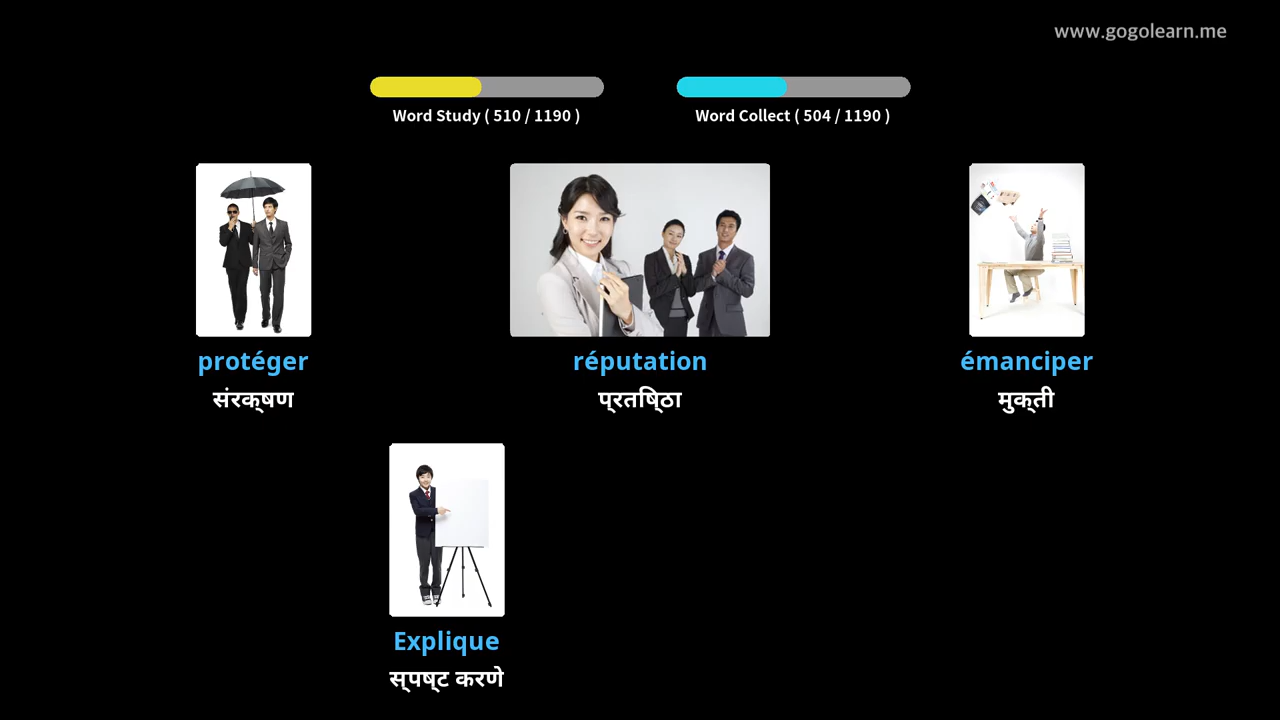 www.gogolearn.me
Word Study ( 510 / 1190 )
Word Collect ( 504 / 1190 )
protéger
संरक्षण
réputation
प्रतिष्ठा
émanciper
मुक्ती
Explique
स्पष्ट करणे